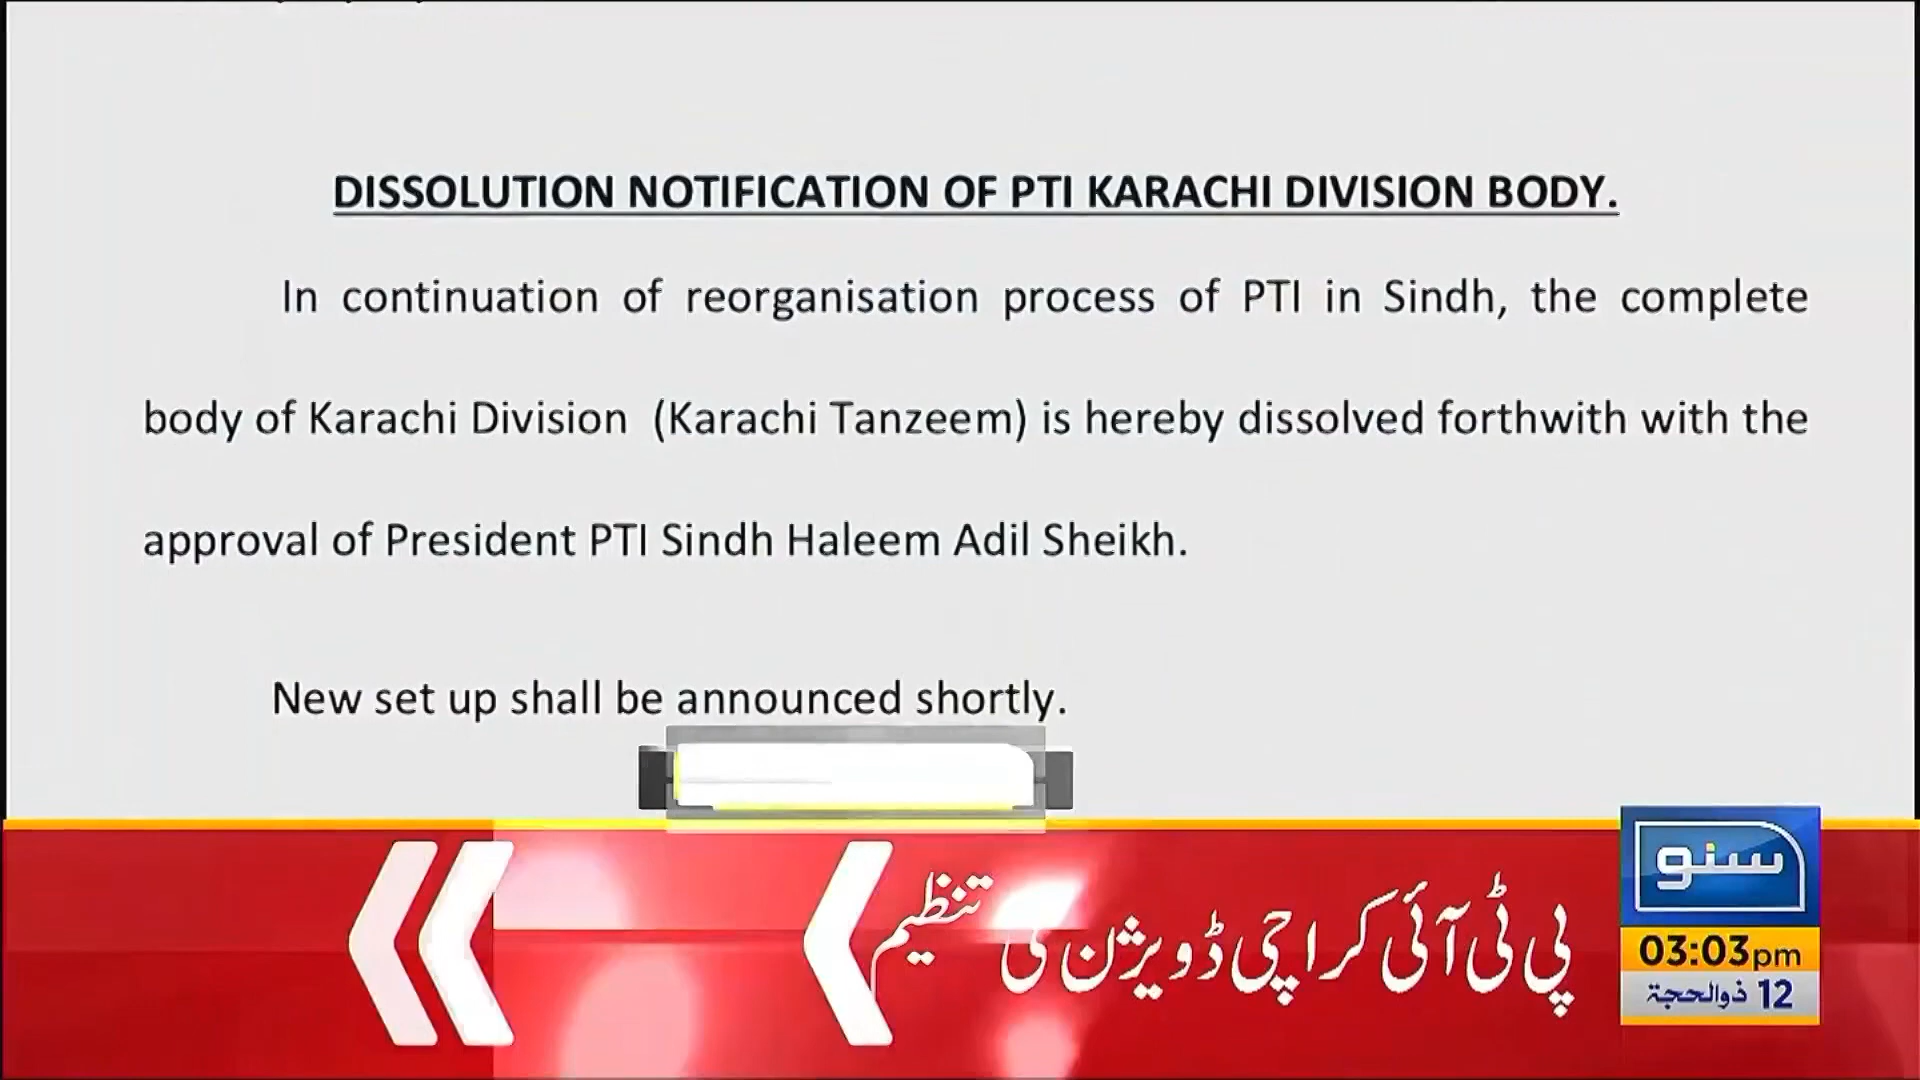 DISSOLUTION NOTIFICATION OF PTI KARACHI DIVISION BODY.
In continuation of reorganisation process of PTI in Sindh, the complete
body of Karachi Division (Karachi Tanzeem) is hereby dissolved forthwith with the
approval of President PTI Sindh Haleem Adil Sheikh.
New set up shall be announced shortly.
پی ٹی آئی کراچی ڈویژن کی تنظیم
سنو
03:03pm
12 ذوالحجۃ